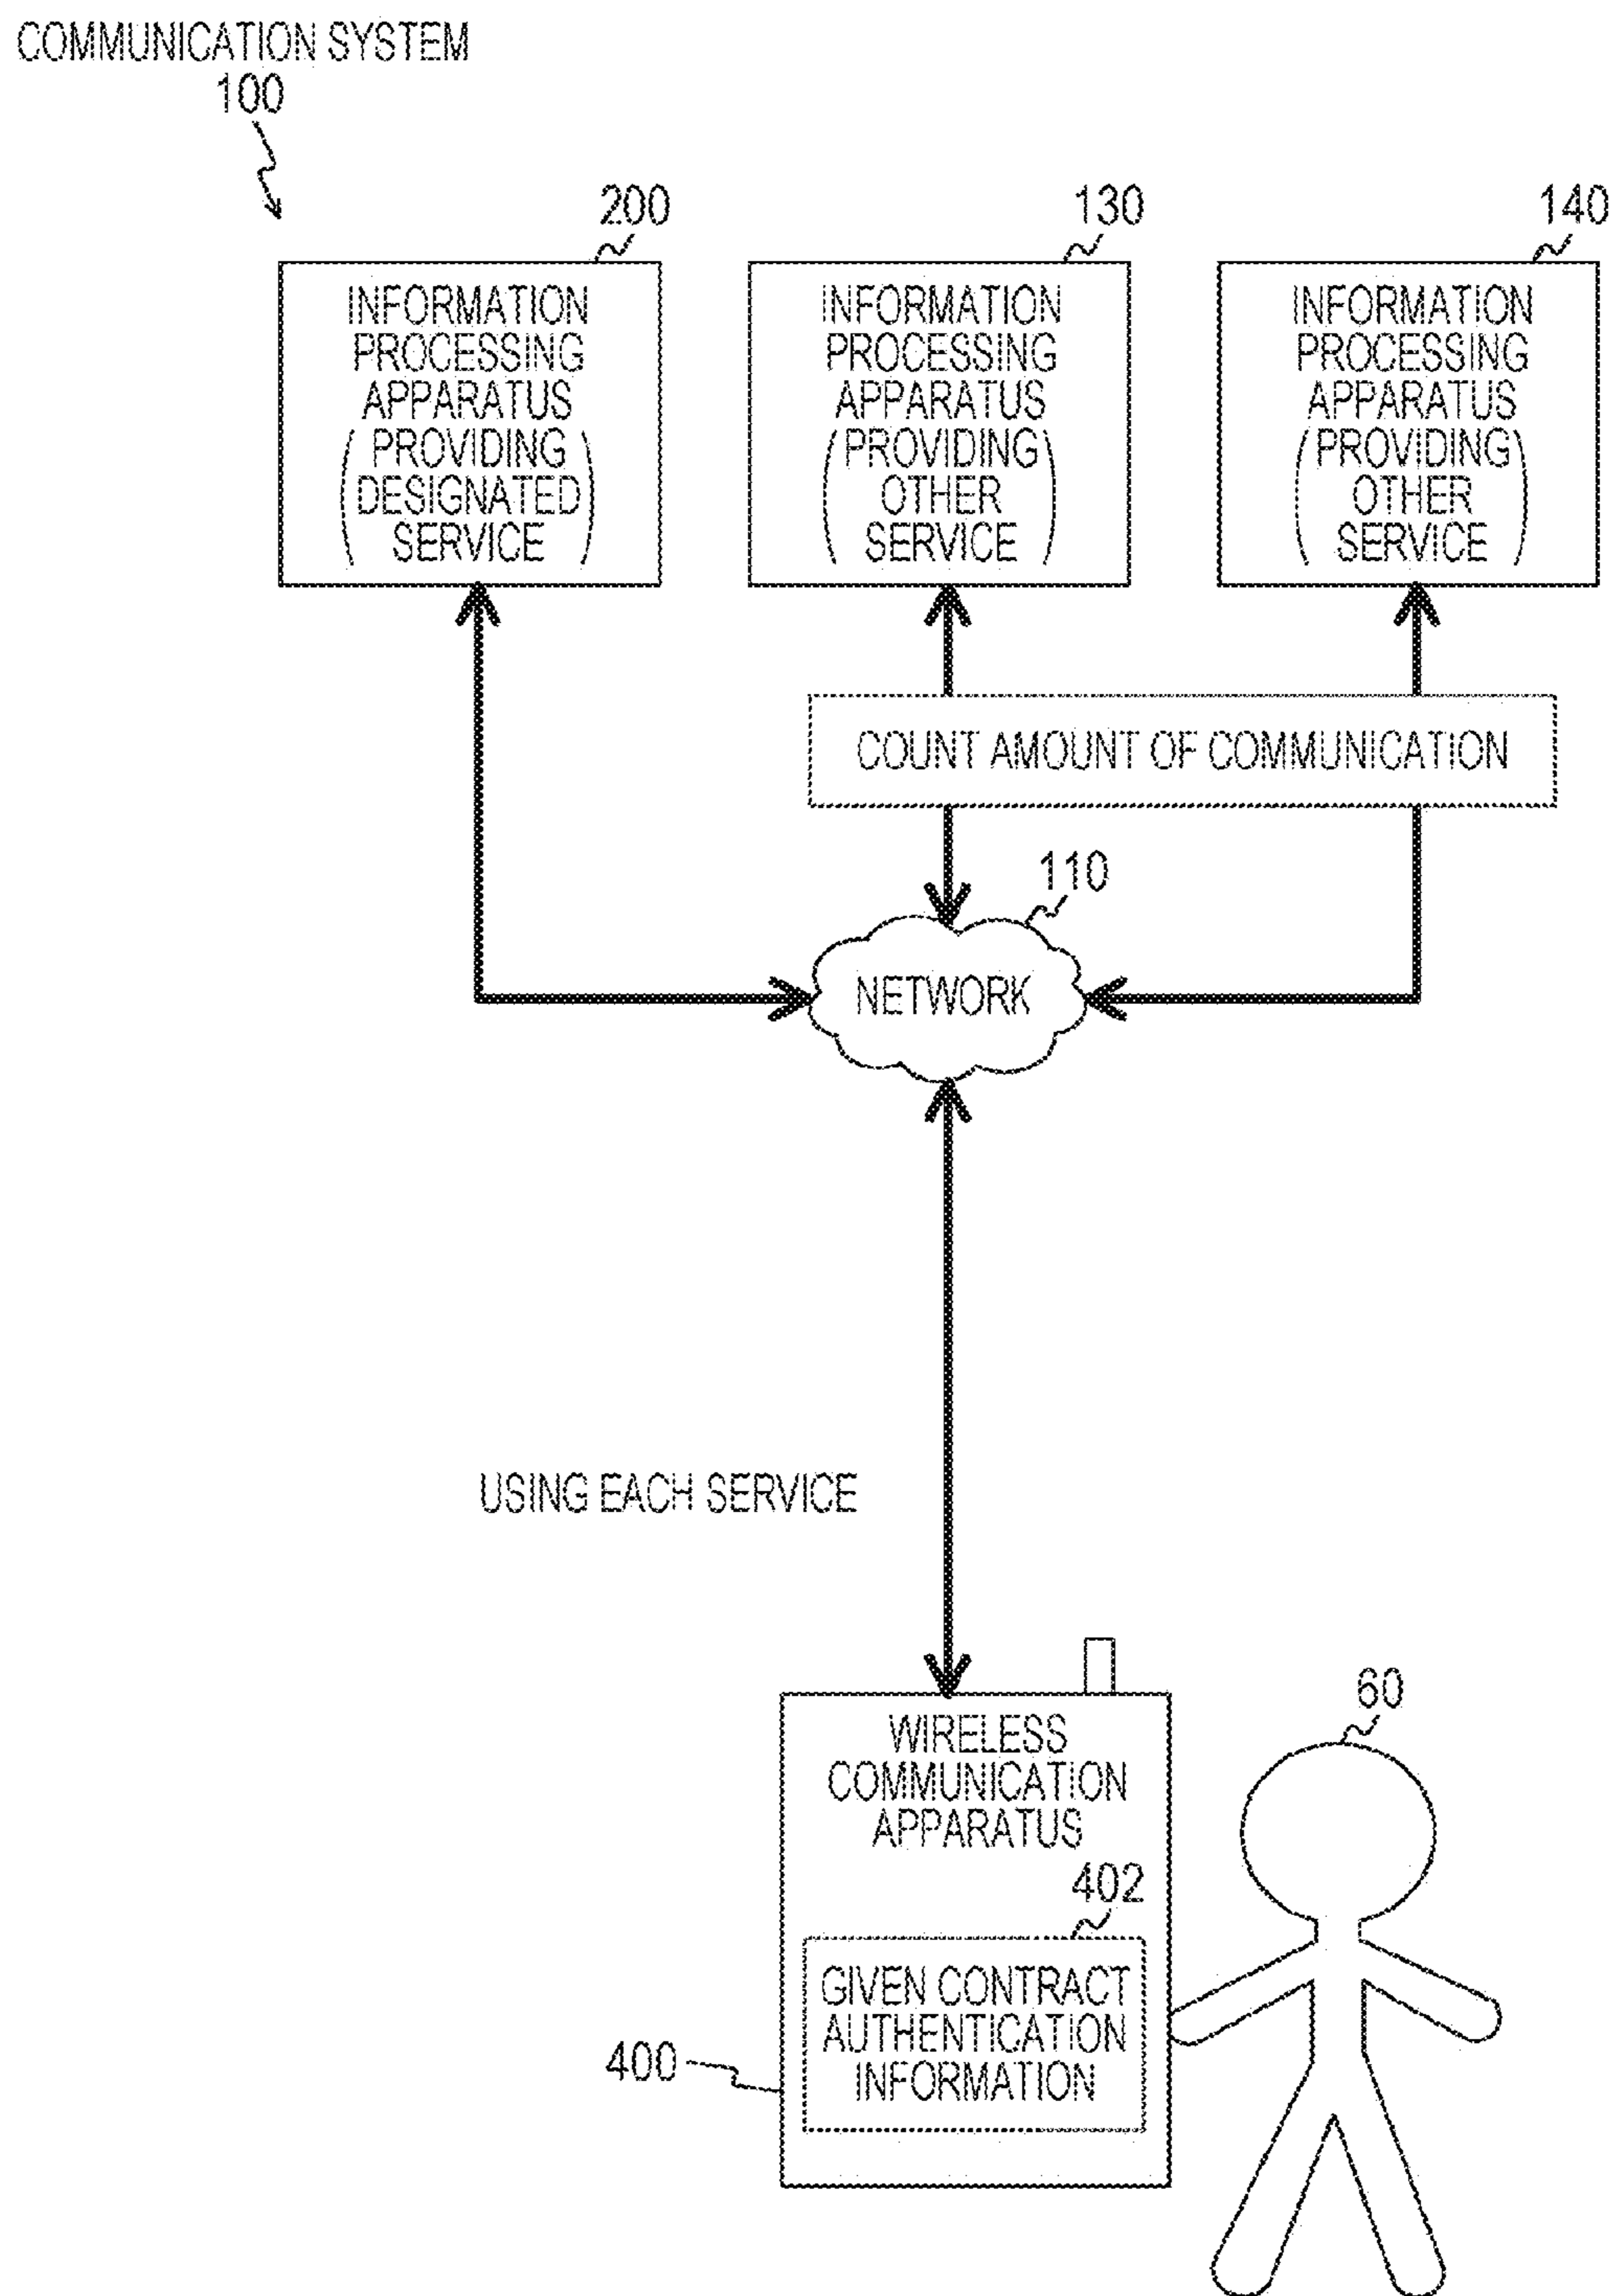 COMMUNICATION SYSTEM
100
200
130
140
INFORMATION
PROCESSING
APPARATUS
(PROVIDING
DESIGNATED
SERVICE)
INFORMATION
PROCESSING
APPARATUS
(PROVIDING
OTHER
SERVICE)
INFORMATION
PROCESSING
APPARATUS
(PROVIDING
OTHER
SERVICE)
COUNT AMOUNT OF COMMUNICATION
110
NETWORK
USING EACH SERVICE
60
WIRELESS
COMMUNICATION
APPARATUS
402
GIVEN CONTRACT
AUTHENTICATION
INFORMATION
400